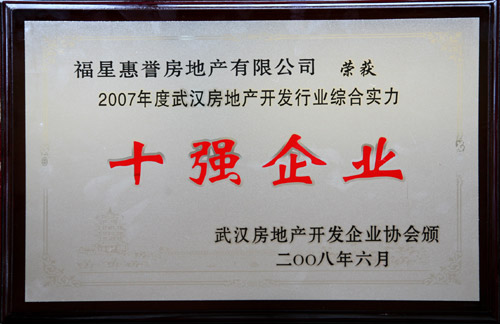 福星惠誉房地产有限公司 荣获
2007年度武汉房地产开发行业综合实力
十强企业
武汉房地产开发企业协会颁
二〇〇八年六月